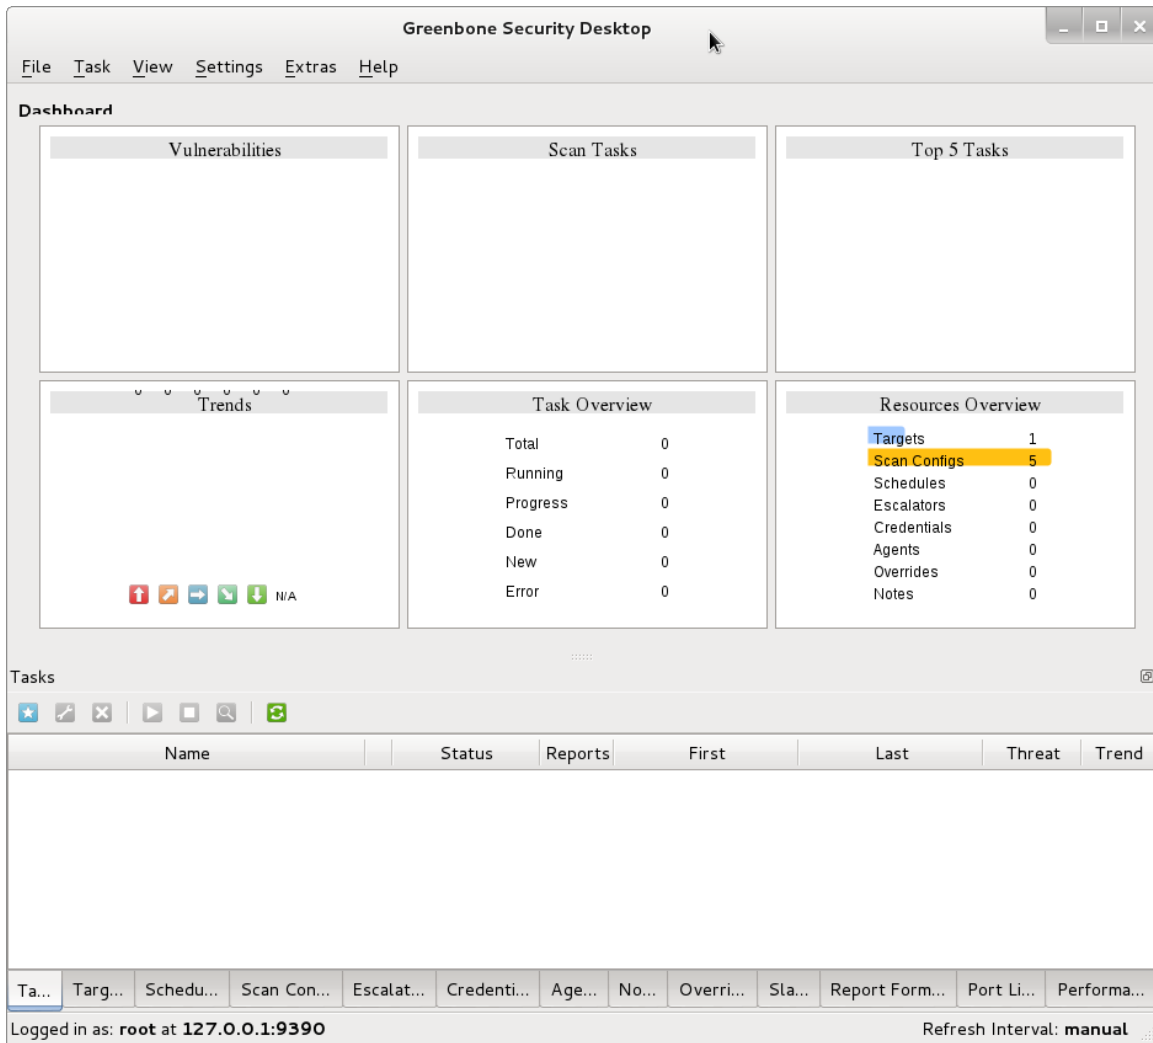 Greenbone Security Desktop
File Task View Settings Extras Help
Dashboard
Vulnerabilities Scan Tasks Top 5 Tasks
Trends Task Overview Resources Overview
Total 0
Running 0
Progress 0
Done 0
New 0
Error 0
Targets 1
Scan Configs 5
Schedules 0
Escalators 0
Credentials 0
Agents 0
Overrides 0
Notes 0
N/A
Tasks
Name Status Reports First Last Threat Trend
Ta... Targ... Schedu... Scan Con... Escalat... Credenti... Age... No... Overri... Sla... Report Form... Port Li... Performa...
Logged in as: root at 127.0.0.1:9390 Refresh Interval: manual